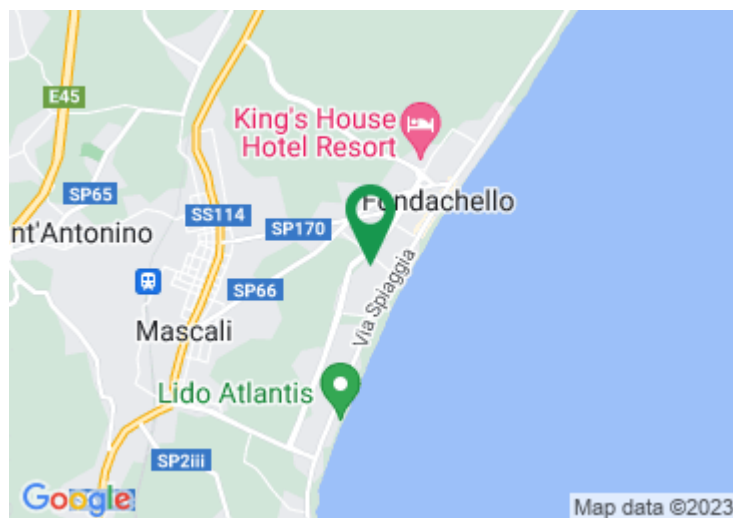 E45
King's House
Hotel Resort
SP65
SS114
Fondachello
nt'Antonino
SP170
SP66
Via Spiaggia
Mascali
Lido Atlantis
SP2iii
Google
Map data ©2023